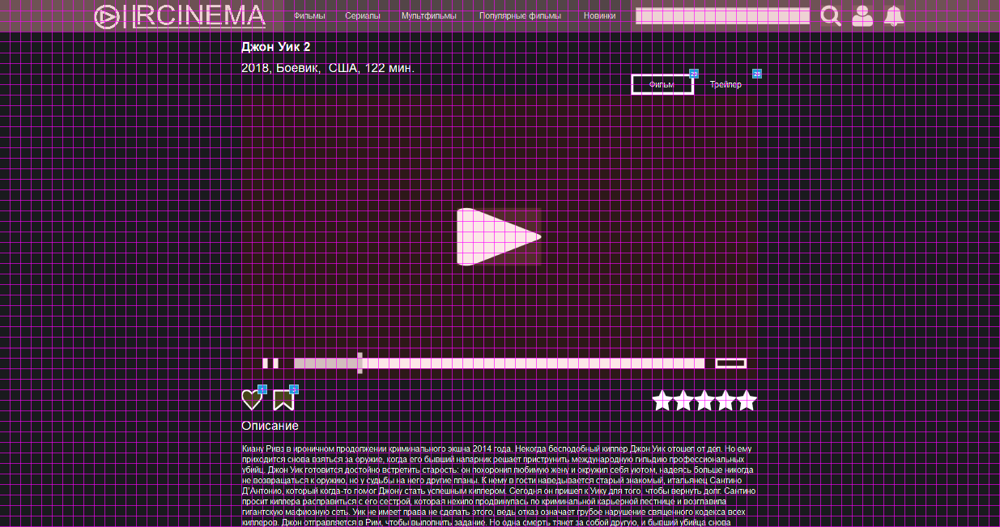 IRCINEMA
Фильмы Сериалы Мультфильмы Популярные фильмы Новинки
Джон Уик 2
2018, Боевик, США, 122 мин.
Фильм Трейлер
Описание
Киану Ривз в ироничном продолжении криминального экшна 2014 года. Некогда бесподобный киллер Джон Уик отошел от дел. Но ему
приходится снова взяться за оружие, когда его бывший напарник решает приструнить международную гильдию профессиональных
убийц. Джон Уик готовится достойно встретить старость: он похоронил любимую жену и окружил себя уютом, надеясь больше никогда
не возвращаться к оружию, но у судьбы на него другие планы. К нему в гости наведывается старый знакомый, итальянец Сантино
Д'Антонио, который когда-то помог Джону стать успешным киллером. Сегодня он пришел к Уику для того, чтобы вернуть долг. Сантино
просит киллера расправиться с его сестрой, которая нехило продвинулась по криминальной карьерной лестнице и возглавила
гигантскую мафиозную сеть. Уик не имеет права не сделать этого, ведь отказ означает грубое нарушение священного кодекса всех
киллеров. Джон отправляется в Рим, чтобы выполнить задание. Но одна смерть тянет за собой другую, и бывший убийца снова